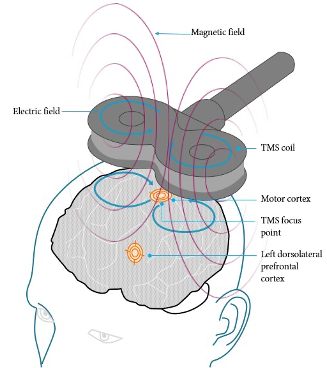 Magnetic field
Electric field
TMS coil
Motor cortex
TMS focus
point
Left dorsolateral
prefrontal
cortex